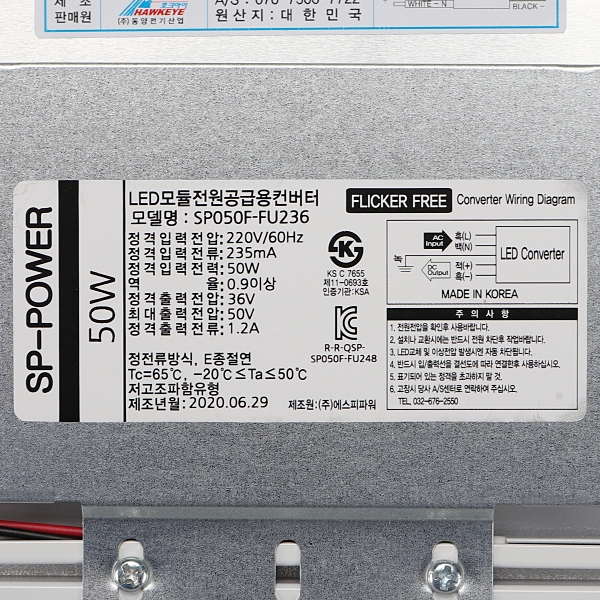 제 조
판매원
호크아이
HAWKEYE
(주)동양전기산업
원 산 지 : 대 한 민 국
WHITE - N
BLACK -
SP-POWER
50W
LED모듈전원공급용컨버터
모델명 : SP050F-FU236
정격입력전압: 220V/60Hz
정격입력전류: 235mA
정격입력전력: 50W
역 률: 0.9이상
정격출력전압: 36V
최대출력전압: 50V
정격출력전류: 1.2A
정전류방식, E종절연
Tc=65℃, -20℃≤Ta≤50℃
저고조파함유형
제조년월: 2020.06.29
KS C 7655
제11-0693호
인증기관: KSA
R-R-QSP-
SP050F-FU248
제조원: (주)에스피파워
FLICKER FREE
Converter Wiring Diagram
AC Input
흑(L)
백(N)
녹
DC Output
적(+)
흑(-)
LED Converter
MADE IN KOREA
주 의 사 항
1. 전원전압을 확인후 사용바랍니다.
2. 설치나 교환시에는 반드시 전원 차단후 작업바랍니다.
3. LED교체 및 이상전압 발생시엔 자동 차단됩니다.
4. 반드시 입/출력선을 결선도에 따라 연결한후 사용바랍니다.
5. 표기되어 있는 정격을 초과하지 말 것.
6. 고장시 당사 A/S센터로 연락하여 주십시오.
TEL. 032-676-2550